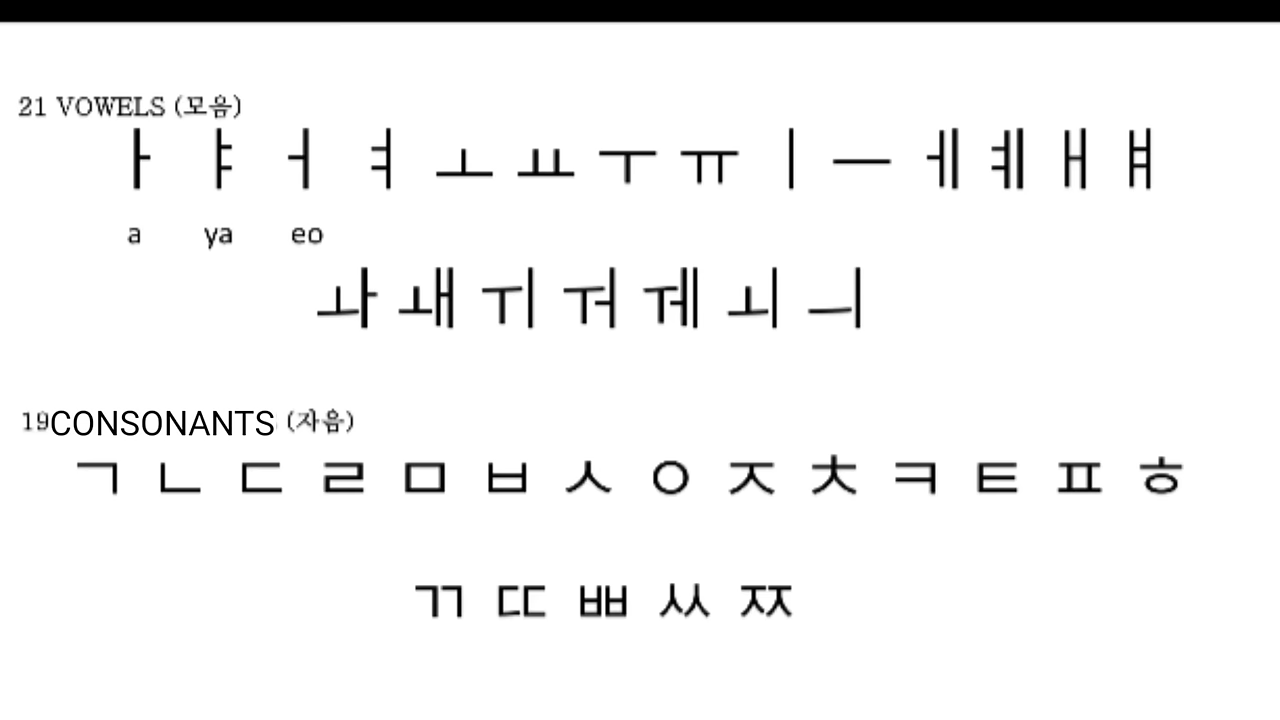 21 VOWELS (모음)
ㅏ ㅑ ㅓ ㅕ ㅗ ㅛ ㅜ ㅠ ㅣ ㅡ ㅔ ㅖ ㅐ ㅒ
a ya eo
ㅘ ㅙ ㅟ ㅝ ㅞ ㅚ ㅢ
19CONSONANTS (자음)
ㄱ ㄴ ㄷ ㄹ ㅁ ㅂ ㅅ ㅇ ㅈ ㅊ ㅋ ㅌ ㅍ ㅎ
ㄲ ㄸ ㅃ ㅆ ㅉ